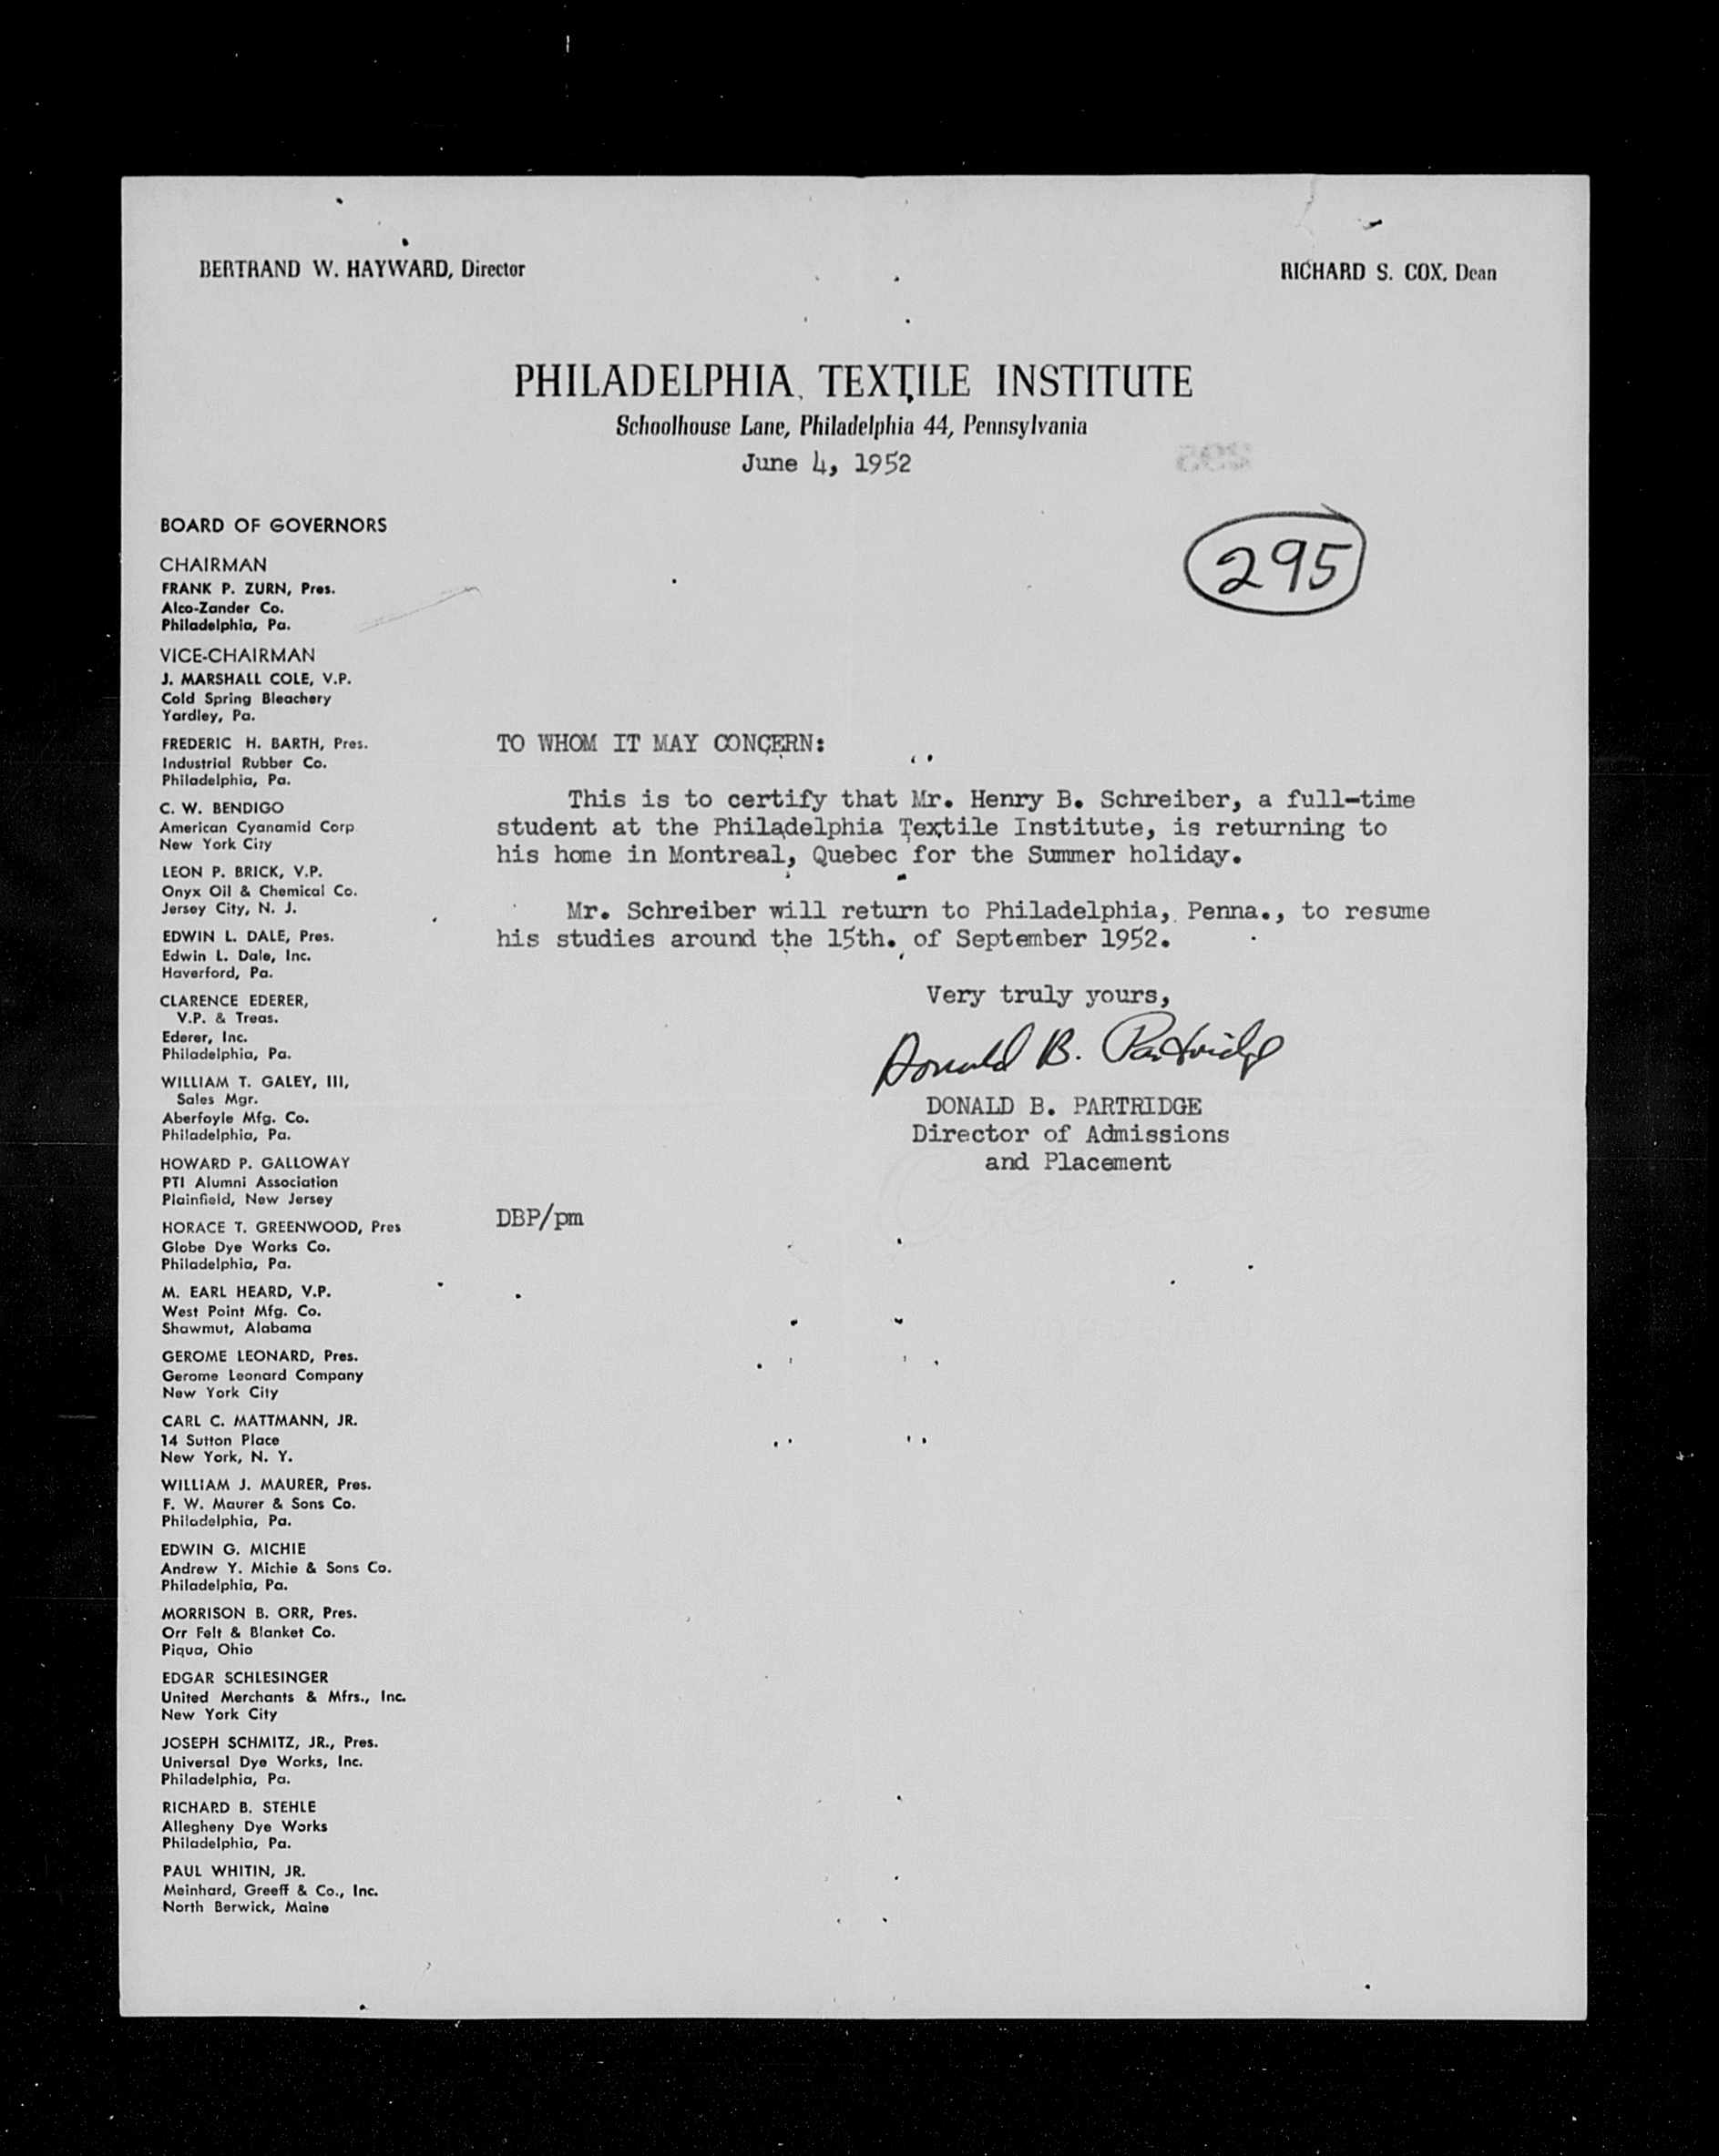 BERTRAND W. HAYWARD, Director
RICHARD S. COX, Dean
PHILADELPHIA TEXTILE INSTITUTE
Schoolhouse Lane, Philadelphia 44, Pennsylvania
June 4, 1952
295
BOARD OF GOVERNORS
CHAIRMAN
FRANK P. ZURN, Pres.
Alco-Zander Co.
Philadelphia, Pa.
VICE-CHAIRMAN
J. MARSHALL COLE, V.P.
Cold Spring Bleachery
Yardley, Pa.
FREDERIC H. BARTH, Pres.
Industrial Rubber Co.
Philadelphia, Pa.
C. W. BENDIGO
American Cyanamid Corp
New York City
LEON P. BRICK, V.P.
Onyx Oil & Chemical Co.
Jersey City, N. J.
EDWIN L. DALE, Pres.
Edwin L. Dale, Inc.
Haverford, Pa.
CLARENCE EDERER,
V.P. & Treas.
Ederer, Inc.
Philadelphia, Pa.
WILLIAM T. GALEY, III,
Sales Mgr.
Aberfoyle Mfg. Co.
Philadelphia, Pa.
HOWARD P. GALLOWAY
PTI Alumni Association
Plainfield, New Jersey
HORACE T. GREENWOOD, Pres
Globe Dye Works Co.
Philadelphia, Pa.
M. EARL HEARD, V.P.
West Point Mfg. Co.
Shawmut, Alabama
GEROME LEONARD, Pres.
Gerome Leonard Company
New York City
CARL C. MATTMANN, JR.
14 Sutton Place
New York, N. Y.
WILLIAM J. MAURER, Pres.
F. W. Maurer & Sons Co.
Philadelphia, Pa.
EDWIN G. MICHIE
Andrew Y. Michie & Sons Co.
Philadelphia, Pa.
MORRISON B. ORR, Pres.
Orr Felt & Blanket Co.
Piqua, Ohio
EDGAR SCHLESINGER
United Merchants & Mfrs., Inc.
New York City
JOSEPH SCHMITZ, JR., Pres.
Universal Dye Works, Inc.
Philadelphia, Pa.
RICHARD B. STEHLE
Allegheny Dye Works
Philadelphia, Pa.
PAUL WHITIN, JR.
Meinhard, Greeff & Co., Inc.
North Berwick, Maine
TO WHOM IT MAY CONCERN:
This is to certify that Mr. Henry B. Schreiber, a full-time
student at the Philadelphia Textile Institute, is returning to
his home in Montreal, Quebec for the Summer holiday.
Mr. Schreiber will return to Philadelphia, Penna., to resume
his studies around the 15th. of September 1952.
Very truly yours,
Donald B. Partridge
DONALD B. PARTRIDGE
Director of Admissions
and Placement
DBP/pm